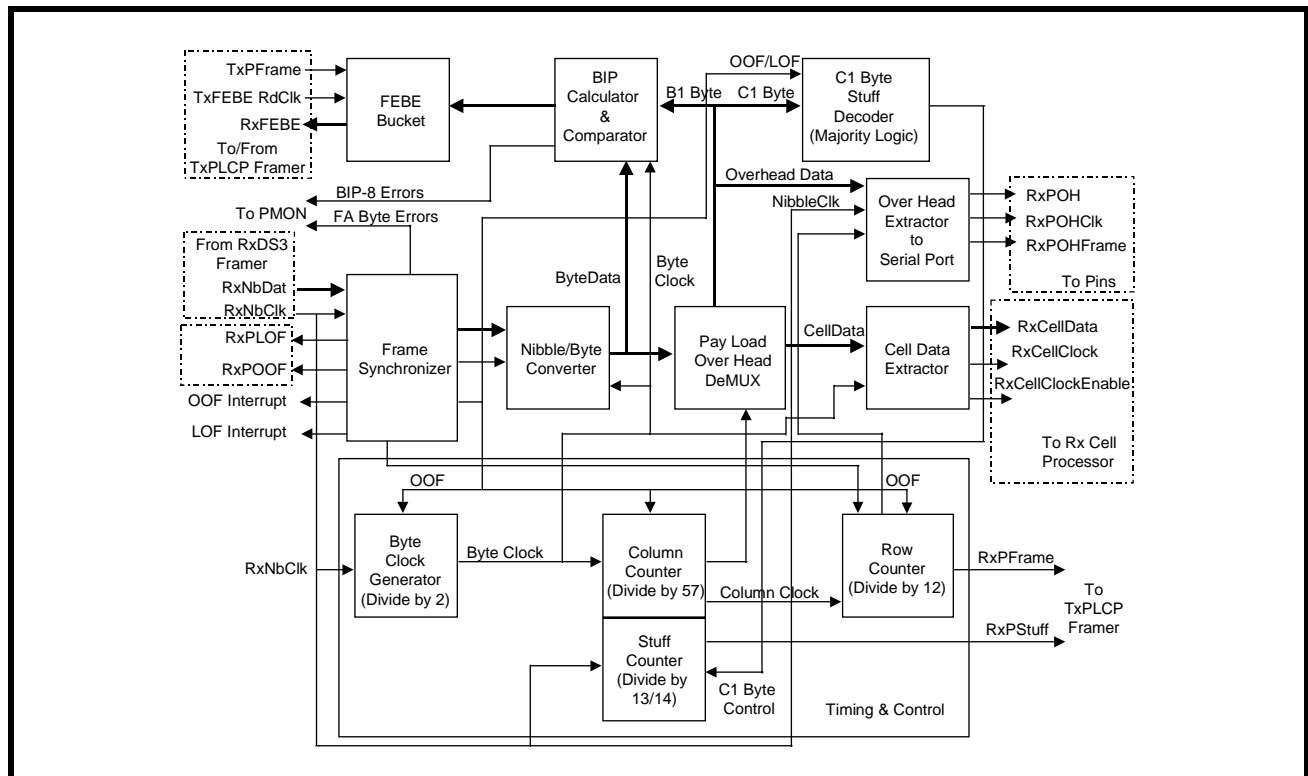 TxPFrame
TxFEBE RdClk
RxFEBE
To/From
TxPLCP Framer
FEBE
Bucket
BIP
Calculator
&
Comparator
OOF/LOF
B1 Byte
C1 Byte
C1 Byte
Stuff
Decoder
(Majority Logic)
Overhead Data
NibbleClk
Over Head
Extractor
to
Serial Port
RxPOH
RxPOHClk
RxPOHFrame
To Pins
BIP-8 Errors
To PMON
FA Byte Errors
From RxDS3
Framer
RxNbDat
RxNbClk
RxPLOF
RxPOOF
OOF Interrupt
LOF Interrupt
Frame
Synchronizer
Nibble/Byte
Converter
ByteData
Byte
Clock
Pay Load
Over Head
DeMUX
CellData
Cell Data
Extractor
RxCellData
RxCellClock
RxCellClockEnable
To Rx Cell
Processor
OOF
OOF
RxNbClk
Byte
Clock
Generator
(Divide by 2)
Byte Clock
Column
Counter
(Divide by 57)
Column Clock
Row
Counter
(Divide by 12)
RxPFrame
To
TxPLCP
Framer
RxPStuff
Stuff
Counter
(Divide by
13/14)
C1 Byte
Control
Timing & Control